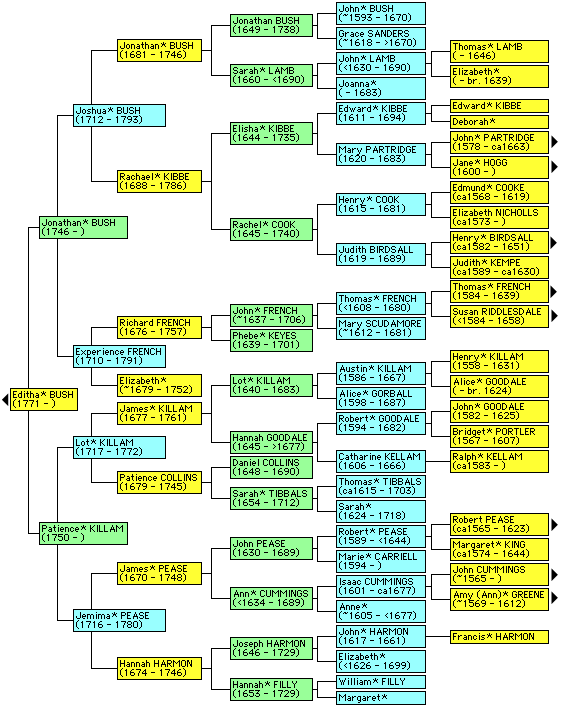 Editha* BUSH
(1771 - )
Jonathan* BUSH
(1746 - )
Patience* KILLAM
(1750 - )
Joshua* BUSH
(1712 - 1793)
Experience FRENCH
(1710 - 1791)
Lot* KILLAM
(1717 - 1772)
Jemima* PEASE
(1716 - 1780)
Jonathan* BUSH
(1681 - 1746)
Rachael* KIBBE
(1688 - 1786)
Richard FRENCH
(1676 - 1757)
Elizabeth*
(~1679 - 1752)
James* KILLAM
(1677 - 1761)
Patience COLLINS
(1679 - 1745)
James* PEASE
(1670 - 1748)
Hannah HARMON
(1674 - 1746)
Jonathan BUSH
(1649 - 1738)
Sarah* LAMB
(1660 - <1690)
Elisha* KIBBE
(1644 - 1735)
Rachel* COOK
(1645 - 1740)
John* FRENCH
(~1637 - 1706)
Phebe* KEYES
(1639 - 1701)
Lot* KILLAM
(1640 - 1683)
Hannah GOODALE
(1645 - >1677)
Daniel COLLINS
(1648 - 1690)
Sarah* TIBBALS
(1654 - 1712)
John PEASE
(1630 - 1689)
Ann* CUMMINGS
(<1634 - 1689)
Joseph HARMON
(1646 - 1729)
Hannah* FILLY
(1653 - 1729)
John* BUSH
(~1593 - 1670)
Grace SANDERS
(~1618 - >1670)
John* LAMB
(<1630 - 1690)
Joanna*
( - 1683)
Edward* KIBBE
(1611 - 1694)
Mary PARTRIDGE
(1620 - 1683)
Henry* COOK
(1615 - 1681)
Judith BIRDSALL
(1619 - 1689)
Thomas* FRENCH
(<1608 - 1680)
Mary SCUDAMORE
(~1612 - 1681)
Austin* KILLAM
(1586 - 1667)
Alice* GORBALL
(1598 - 1687)
Robert* GOODALE
(1594 - 1682)
Catharine KELLAM
(1606 - 1666)
Thomas* TIBBALS
(ca1615 - 1703)
Sarah*
(1624 - 1718)
Robert* PEASE
(1589 - <1644)
Marie* CARRIELL
(1594 - )
Isaac CUMMINGS
(1601 - ca1677)
Anne*
(~1605 - <1677)
John* HARMON
(1617 - 1661)
Elizabeth*
(<1626 - 1699)
William* FILLY
Margaret*
Thomas* LAMB
( - 1646)
Elizabeth*
( - br. 1639)
Edward* KIBBE
Deborah*
John* PARTRIDGE
(1578 - ca1663)
Jane* HOGG
(1600 - )
Edmund* COOKE
(ca1568 - 1619)
Elizabeth NICHOLLS
(ca1573 - )
Henry* BIRDSALL
(ca1582 - 1651)
Judith* KEMPE
(ca1589 - ca1630)
Thomas* FRENCH
(1584 - 1639)
Susan RIDDLESDALE
(<1584 - 1658)
Henry* KILLAM
(1558 - 1631)
Alice* GOODALE
( - br. 1624)
John* GOODALE
(1582 - 1625)
Bridget* PORTLER
(1567 - 1607)
Ralph* KELLAM
(ca1583 - )
Robert PEASE
(ca1565 - 1623)
Margaret* KING
(ca1574 - 1644)
John CUMMINGS
(~1565 - )
Amy (Ann)* GREENE
(~1569 - 1612)
Francis* HARMON